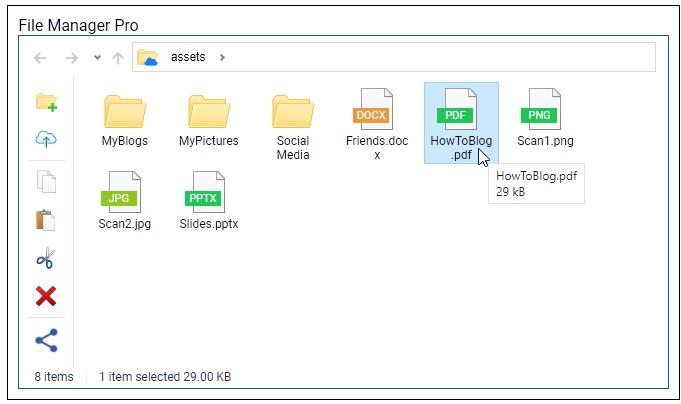 File Manager Pro
assets
DOCX
PDF
PNG
MyBlogs
MyPictures
Social
Media
Friends.doc
x
HowToBlog
.pdf
Scan1.png
HowToBlog.pdf
29 kB
JPG
PPTX
Scan2.jpg
Slides.pptx
8 items
1 item selected 29.00 KB